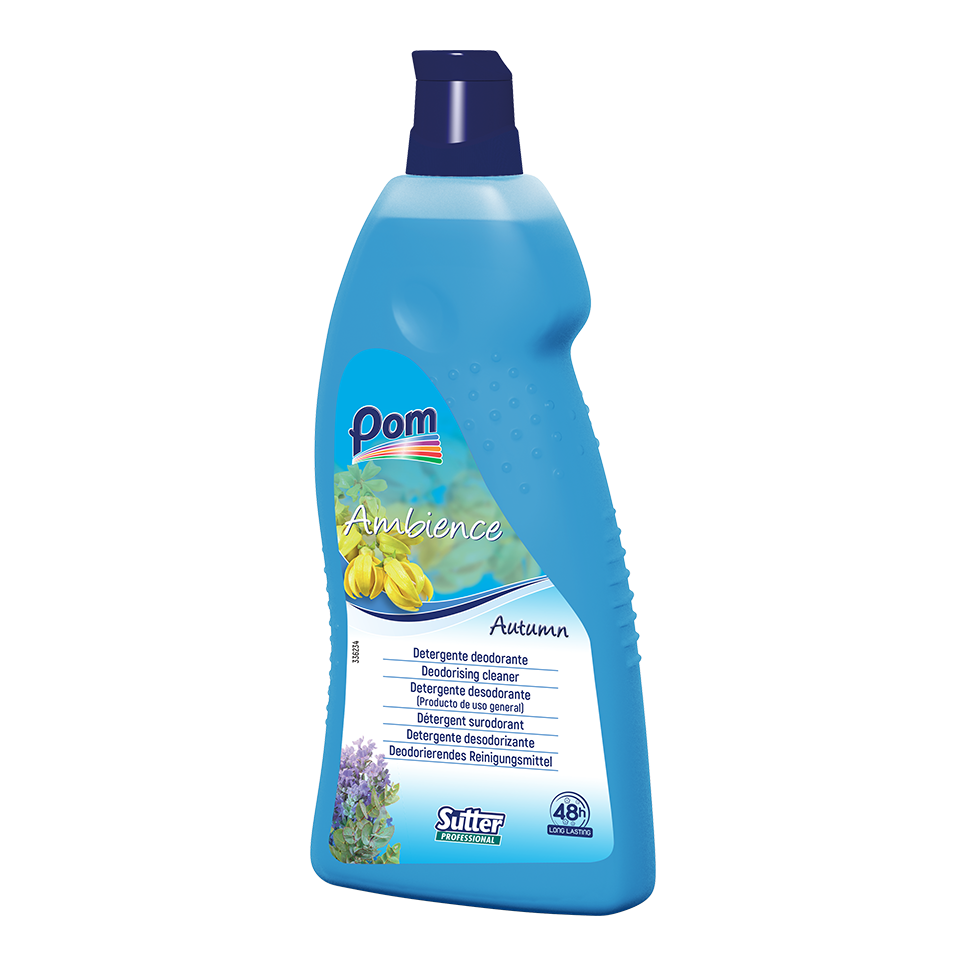 Pom
Ambience
Autumn
336234
Detergente deodorante
Deodorising cleaner
Detergente desodorante
(Producto de uso general)
Détergent surodorant
Detergente desodorizante
Deodorierendes Reinigungsmittel
Sutter
PROFESSIONAL
48h
LONG LASTING